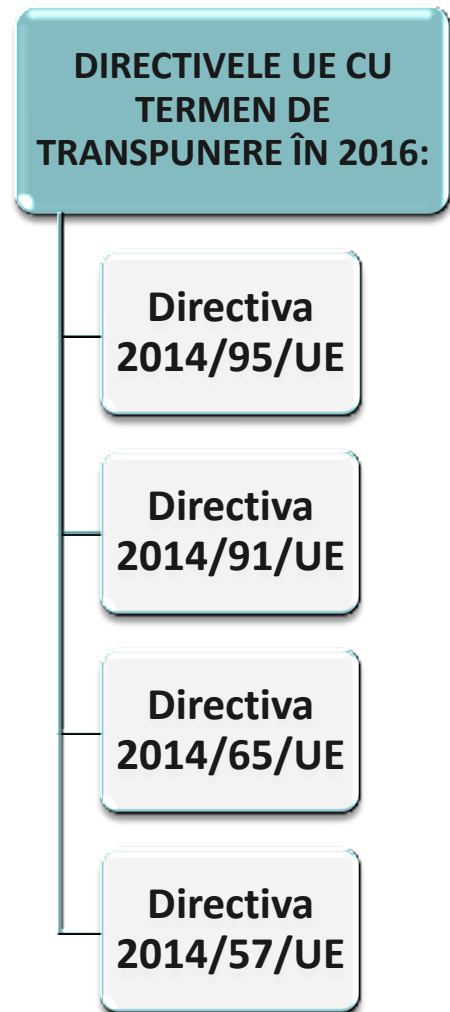 DIRECTIVELE UE CU
TERMEN DE
TRANSPUNERE ÎN 2016:
Directiva
2014/95/UE
Directiva
2014/91/UE
Directiva
2014/65/UE
Directiva
2014/57/UE